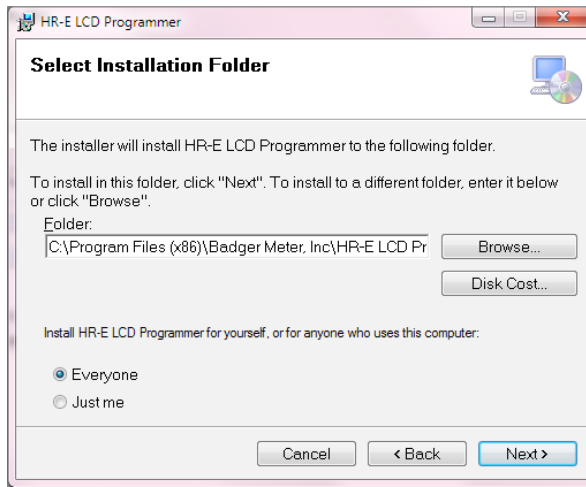 HR-E LCD Programmer
Select Installation Folder
The installer will install HR-E LCD Programmer to the following folder.
To install in this folder, click "Next". To install to a different folder, enter it below
or click "Browse".
Folder:
C:\Program Files (x86)\Badger Meter, Inc\HR-E LCD Pr
Browse...
Disk Cost...
Install HR-E LCD Programmer for yourself, or for anyone who uses this computer:
Everyone
Just me
Cancel
< Back
Next >